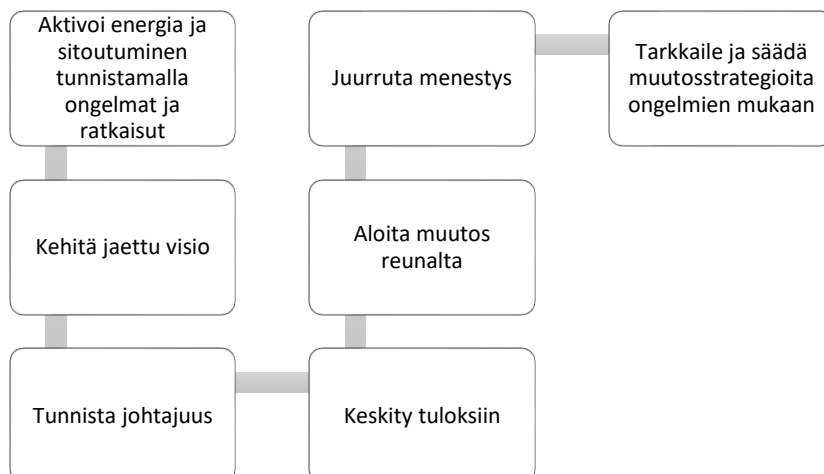 Aktivoi energia ja
sitoutuminen
tunnistamalla
ongelmat ja
ratkaisut
Kehitä jaettu visio
Tunnista johtajuus
Keskity tuloksiin
Aloita muutos
reunalta
Juurruta menestys
Tarkkaile ja säädä
muutosstrategioita
ongelmien mukaan